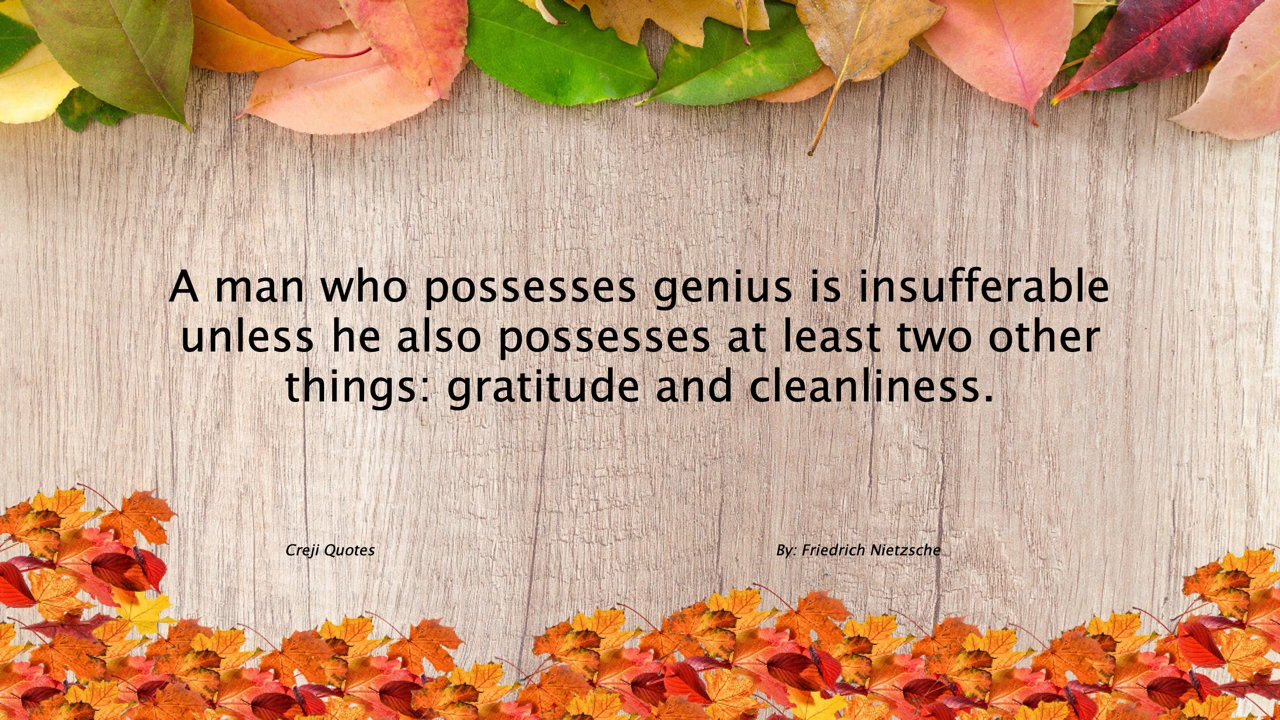 A man who possesses genius is insufferable
unless he also possesses at least two other
things: gratitude and cleanliness.
Creji Quotes
By: Friedrich Nietzsche